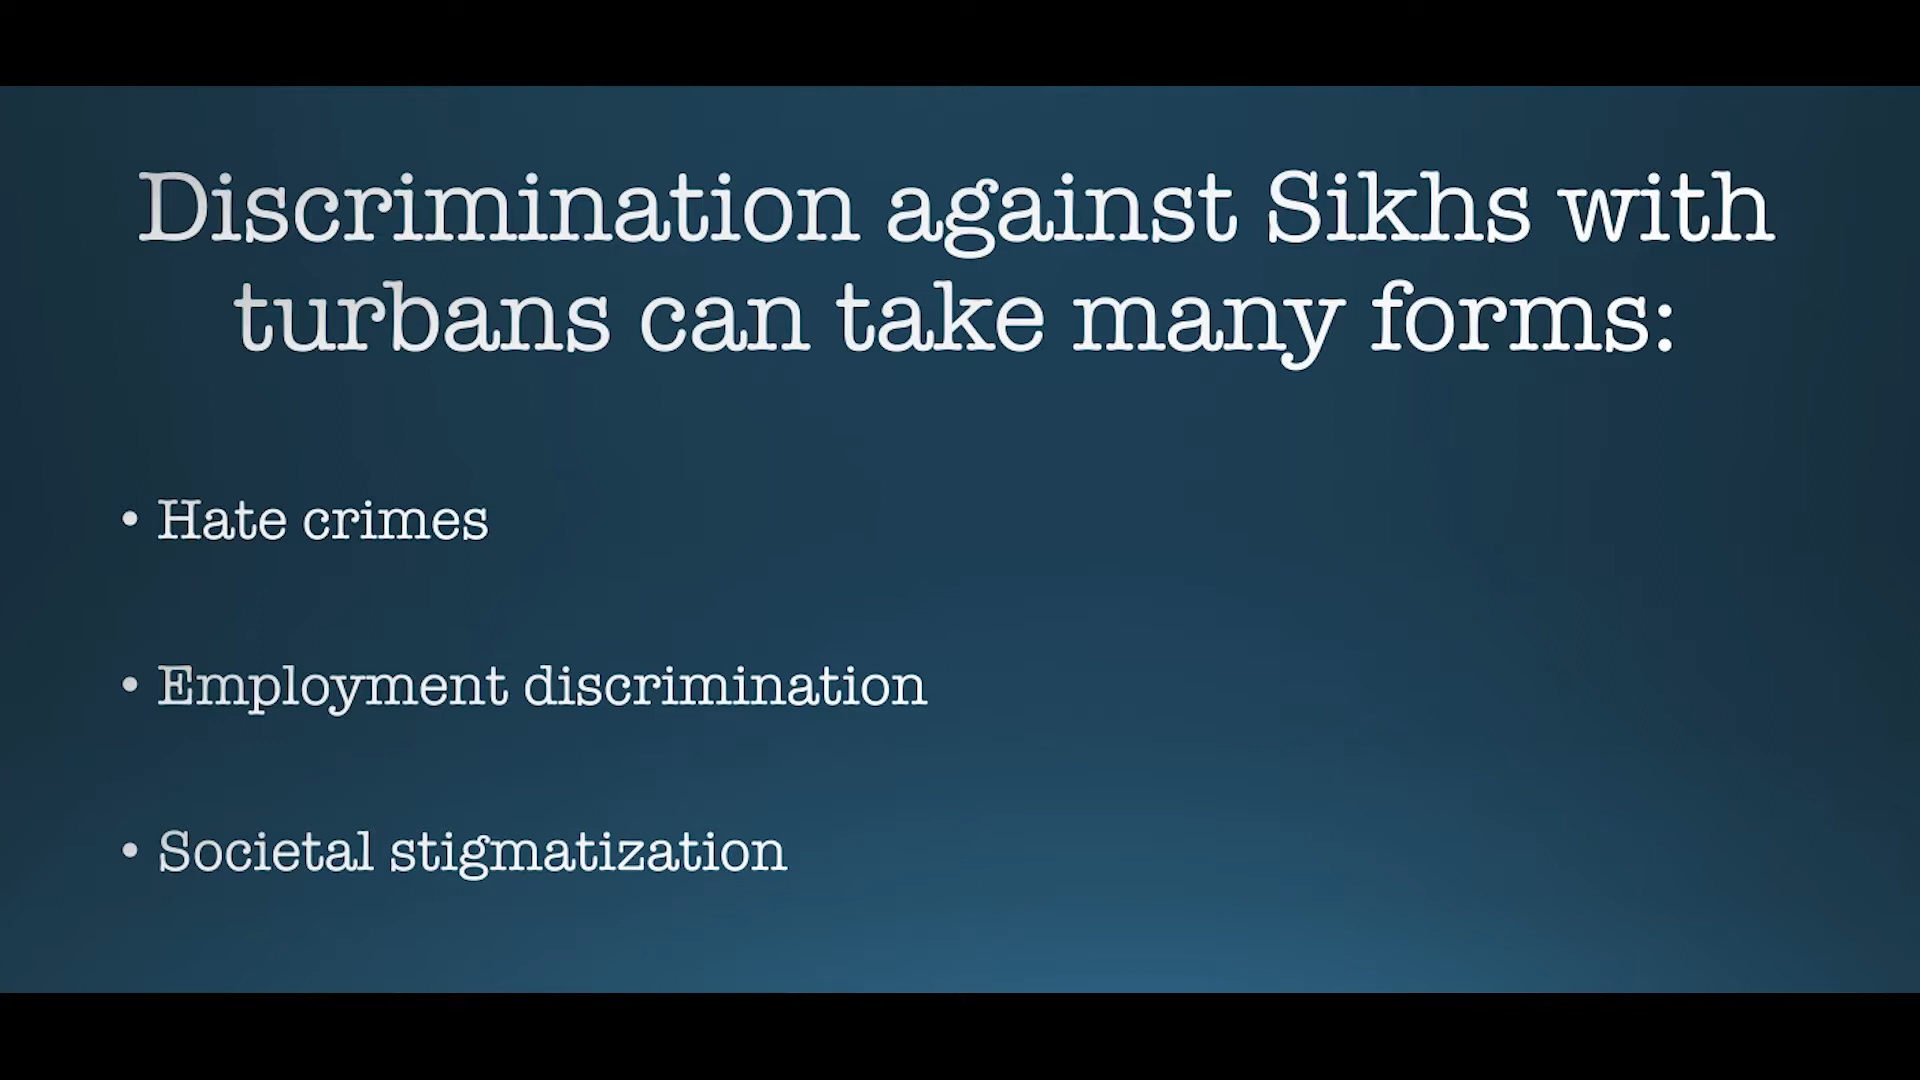 Discrimination against Sikhs with
turbans can take many forms:
• Hate crimes
• Employment discrimination
• Societal stigmatization